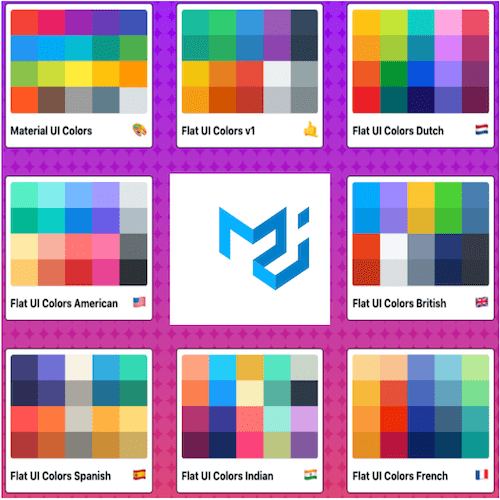 Material UI Colors
Flat UI Colors v1
Flat UI Colors Dutch
Flat UI Colors American
Flat UI Colors British
Flat UI Colors Spanish
Flat UI Colors Indian
Flat UI Colors French